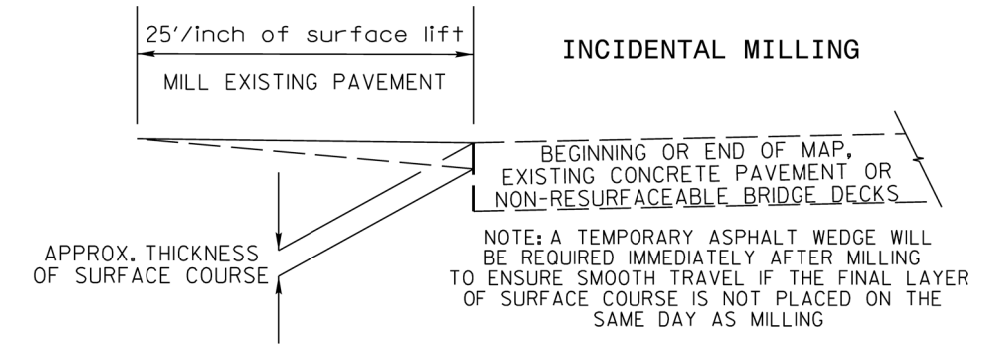 25'/inch of surface lift
MILL EXISTING PAVEMENT
INCIDENTAL MILLING
BEGINNING OR END OF MAP,
EXISTING CONCRETE PAVEMENT OR
NON-RESURFACEABLE BRIDGE DECKS
APPROX. THICKNESS
OF SURFACE COURSE
NOTE: A TEMPORARY ASPHALT WEDGE WILL
BE REQUIRED IMMEDIATELY AFTER MILLING
TO ENSURE SMOOTH TRAVEL IF THE FINAL LAYER
OF SURFACE COURSE IS NOT PLACED ON THE
SAME DAY AS MILLING